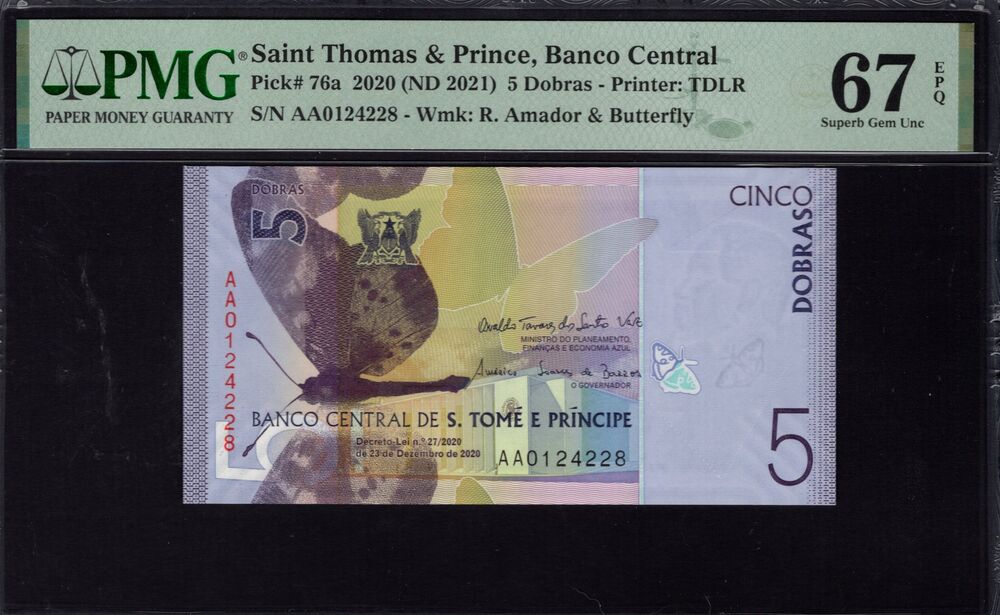 PMG®
PAPER MONEY GUARANTY
Saint Thomas & Prince, Banco Central
Pick# 76a 2020 (ND 2021) 5 Dobras - Printer: TDLR
S/N AA0124228 - Wmk: R. Amador & Butterfly
67
EPQ
Superb Gem Unc
DOBRAS
5
CINCO
DOBRAS
AA0124228
MINISTRO DO PLANEAMENTO,
FINANÇAS E ECONOMIA AZUL
O GOVERNADOR
BANCO CENTRAL DE S. TOMÉ E PRÍNCIPE
Decreto-Lei n.º 27/2020
de 23 de Dezembro de 2020
AA0124228
5